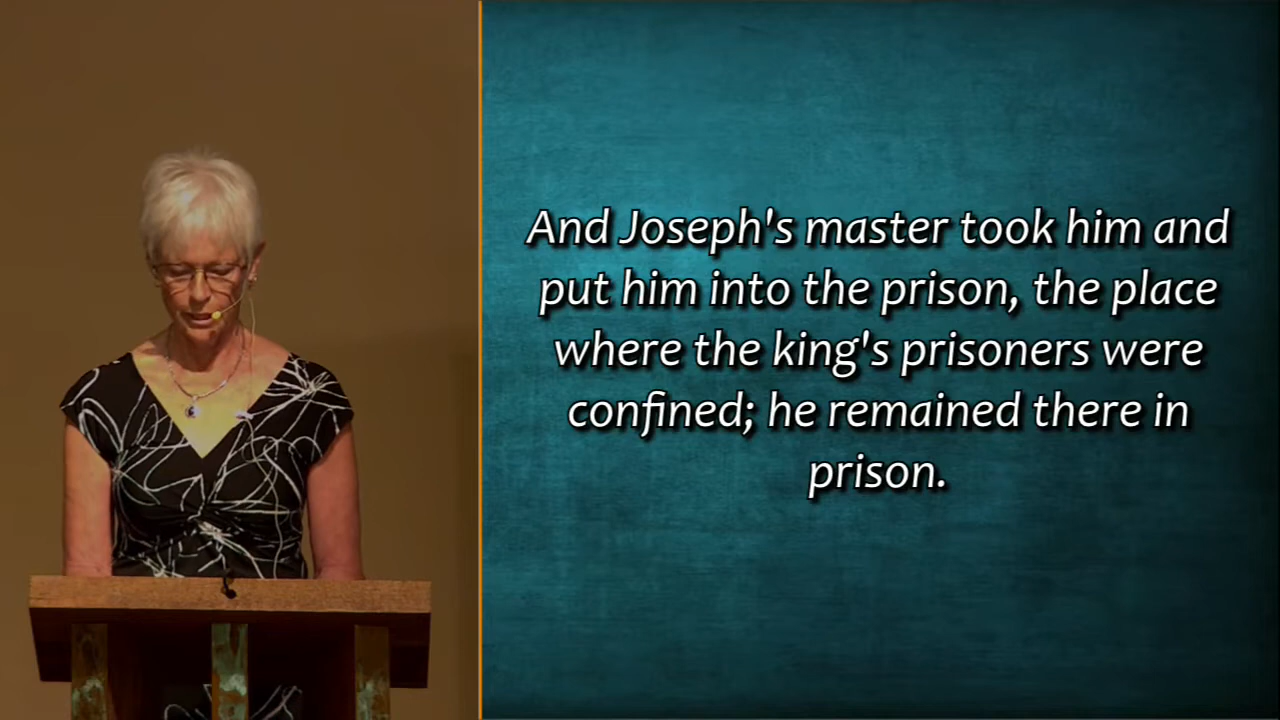 And Joseph's master took him and
put him into the prison, the place
where the king's prisoners were
confined; he remained there in
prison.